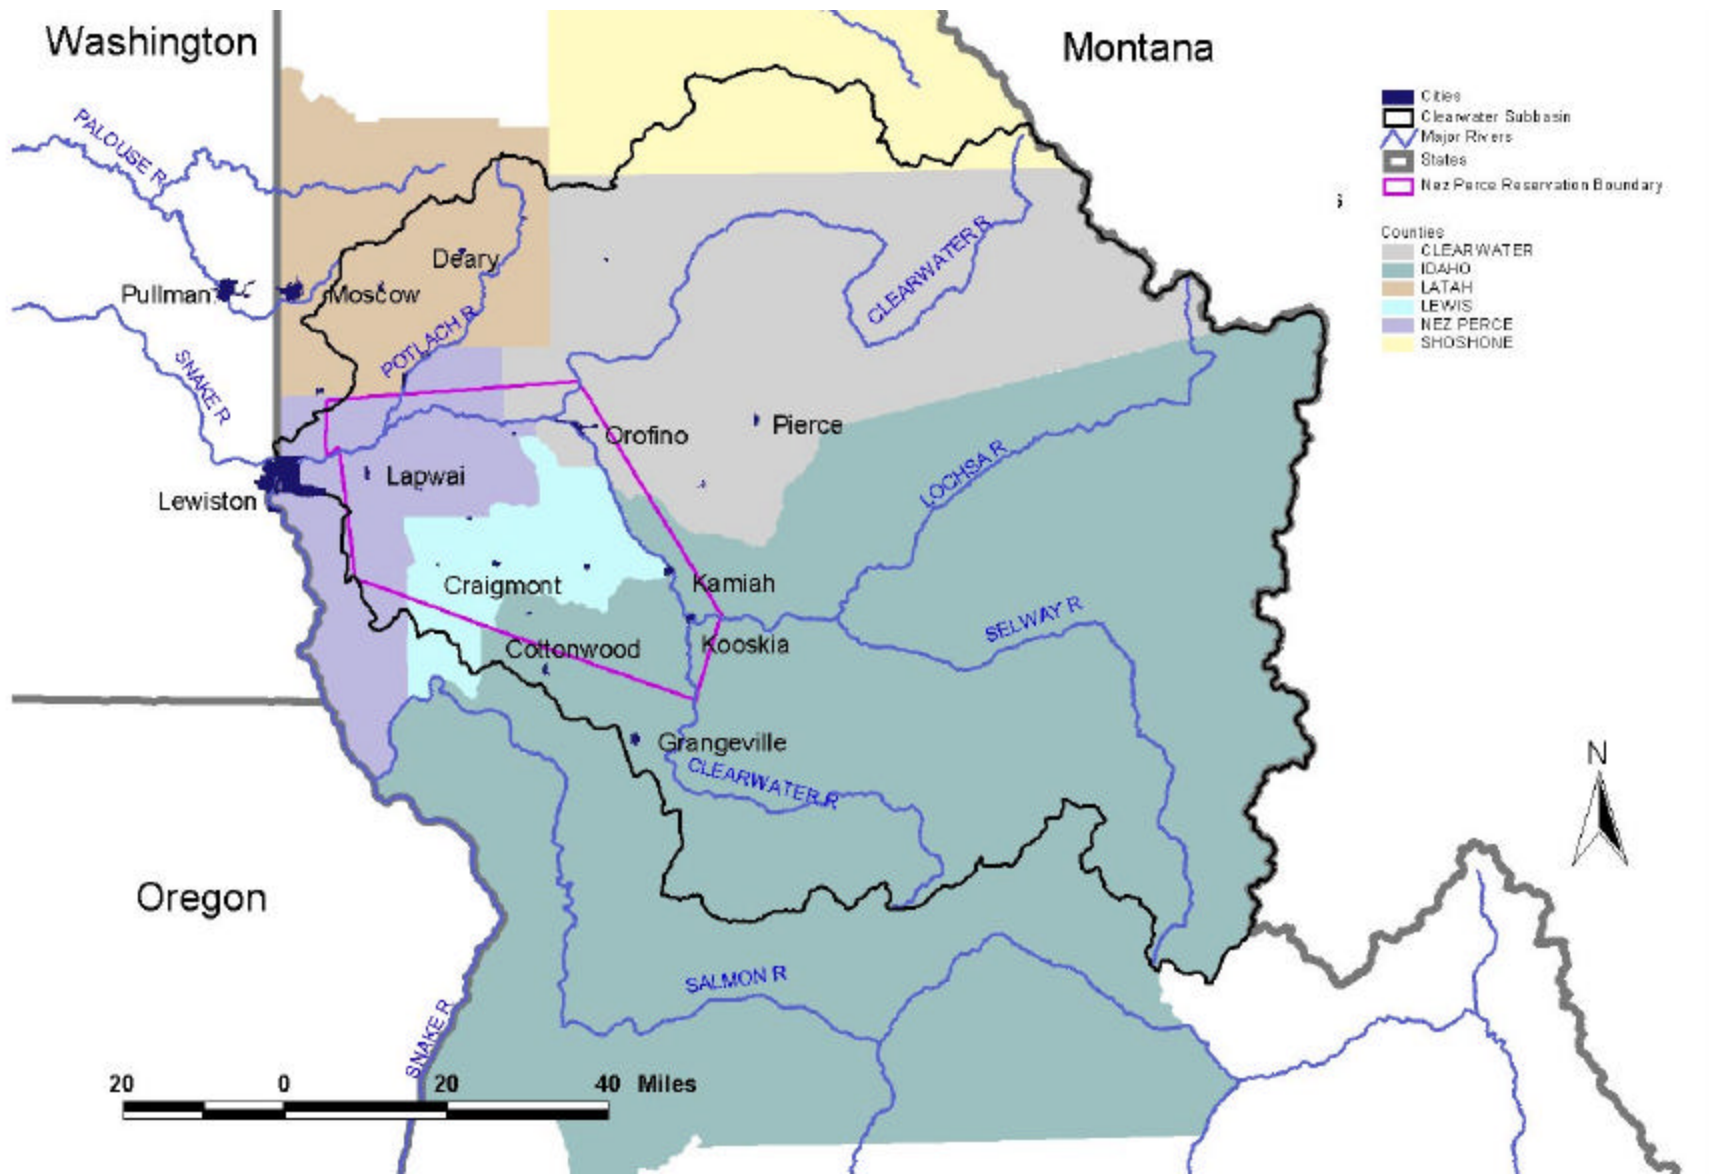 Washington
Montana
Cities
Clearwater Subbasin
Major Rivers
States
Nez Perce Reservation Boundary
s
Counties
CLEARWATER
IDAHO
LATAH
LEWIS
NEZ PERCE
SHOSHONE
PALOUSE R
Deary
CLEARWATER R
Pullman
Moscow
POTLACH R
SNAKE R
Orofino
Pierce
Lapwai
LOCHSA R
Lewiston
Craigmont
Kamiah
SELWAY R
Cottonwood
Kooskia
Grangeville
CLEARWATER R
N
Oregon
SALMON R
SNAKE R
20 0 20 40 Miles